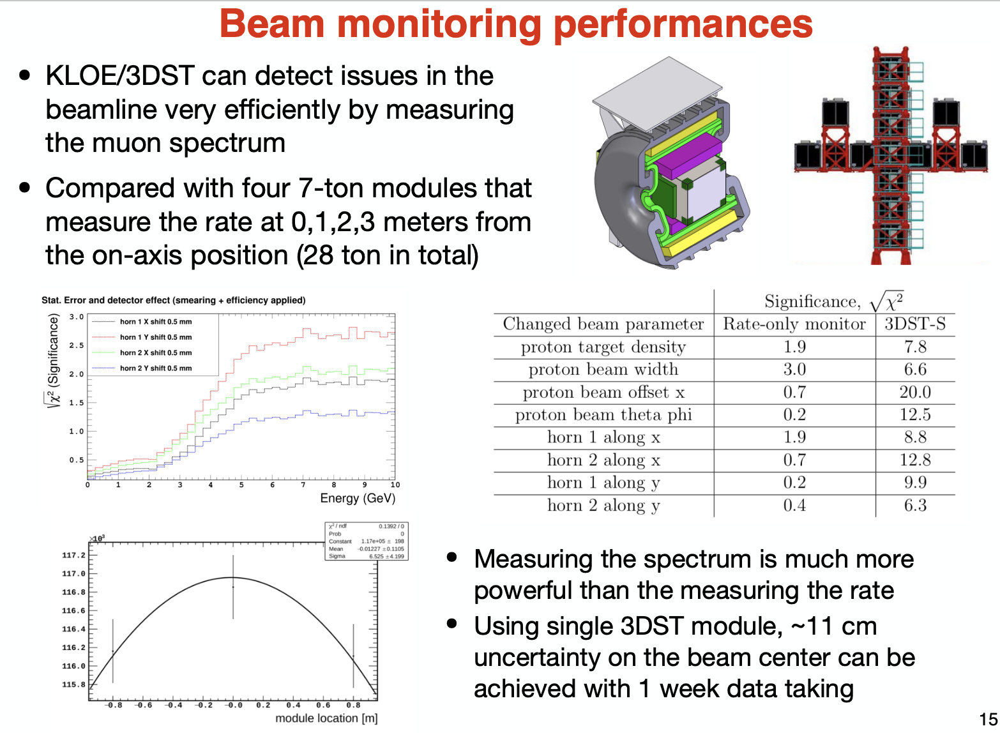 Beam monitoring performances
• KLOE/3DST can detect issues in the
beamline very efficiently by measuring
the muon spectrum
• Compared with four 7-ton modules that
measure the rate at 0,1,2,3 meters from
the on-axis position (28 ton in total)
Stat. Error and detector effect (smearing + efficiency applied)
√χ² (Significance)
3.0
2.5
2.0
1.5
1.0
0.5
horn 1 X shift 0.5 mm
horn 1 Y shift 0.5 mm
horn 2 X shift 0.5 mm
horn 2 Y shift 0.5 mm
0 1 2 3 4 5 6 7 8 9 10
Energy (GeV)
Significance, √χ²
Changed beam parameter Rate-only monitor 3DST-S
proton target density 1.9 7.8
proton beam width 3.0 6.6
proton beam offset x 0.7 20.0
proton beam theta phi 0.2 12.5
horn 1 along x 1.9 8.8
horn 2 along x 0.7 12.8
horn 1 along y 0.2 9.9
horn 2 along y 0.4 6.3
×10³
χ² / ndf 0.1392 / 0
Prob 0
Constant 1.17e+05 ± 198
Mean -0.01227 ± 0.1105
Sigma 6.525 ± 4.199
117.2
117.0
116.8
116.6
116.4
116.2
116.0
115.8
-0.8 -0.6 -0.4 -0.2 -0.0 0.2 0.4 0.6 0.8
module location [m]
• Measuring the spectrum is much more
powerful than the measuring the rate
• Using single 3DST module, ~11 cm
uncertainty on the beam center can be
achieved with 1 week data taking
15